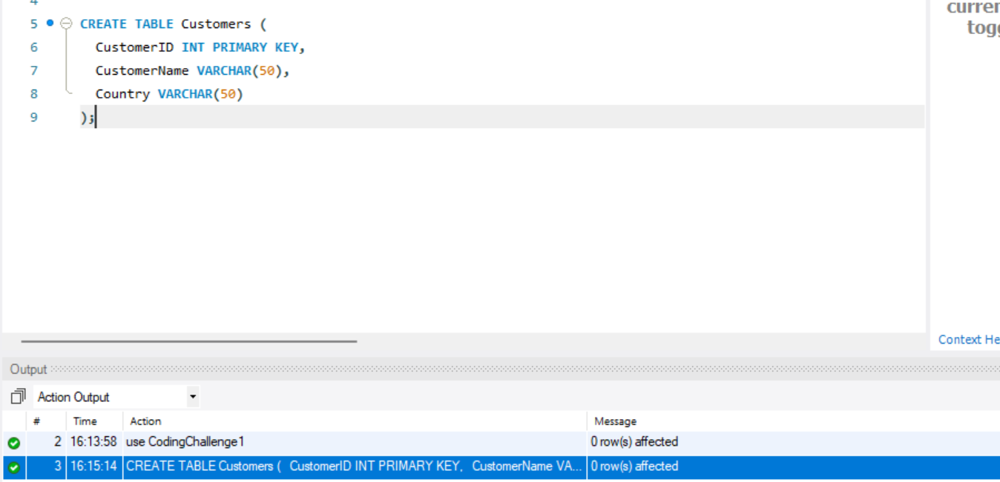 4
5 CREATE TABLE Customers (
6 CustomerID INT PRIMARY KEY,
7 CustomerName VARCHAR(50),
8 Country VARCHAR(50)
9 );
Context He
Output
Action Output
# Time Action Message
2 16:13:58 use CodingChallenge1 0 row(s) affected
3 16:15:14 CREATE TABLE Customers ( CustomerID INT PRIMARY KEY, CustomerName VA... 0 row(s) affected